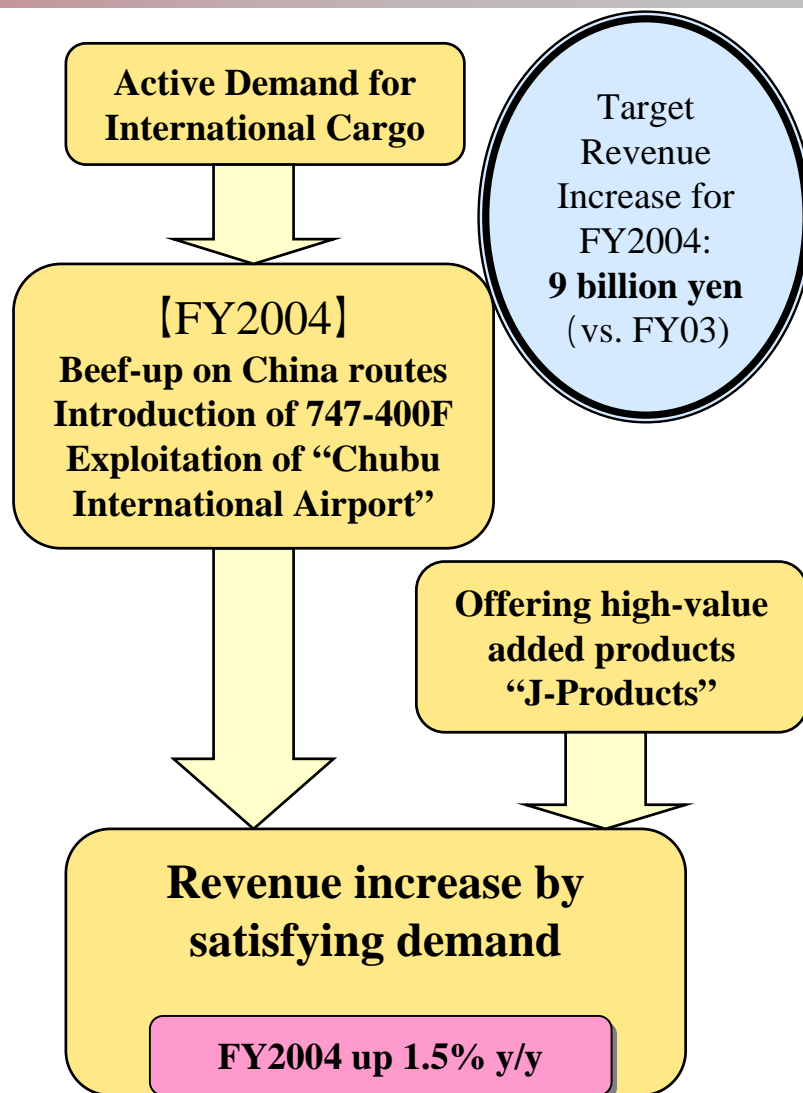 Active Demand for
International Cargo
Target
Revenue
Increase for
FY2004:
9 billion yen
(vs. FY03)
【FY2004】
Beef-up on China routes
Introduction of 747-400F
Exploitation of “Chubu
International Airport”
Offering high-value
added products
“J-Products”
Revenue increase by
satisfying demand
FY2004 up 1.5% y/y